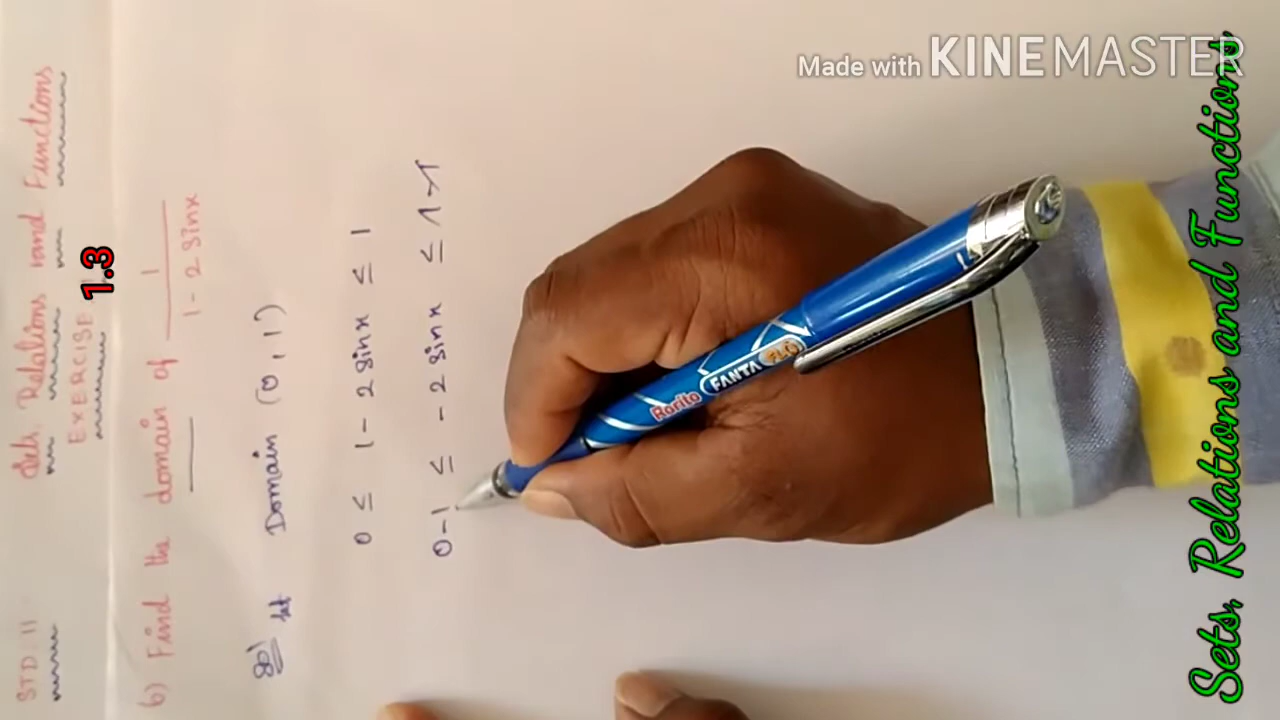 STD: 11 Sets, Relations and Functions
EXERCISE 1.3
6) Find the domain of 1 / 1 - 2 sinx
Sol Let Domain (0, 1)
0 ≤ 1 - 2 sinx ≤ 1
0 - 1 ≤ - 2 sinx ≤ 1 - 1
Rorito FANTA FLO
Made with KINEMASTER
Sets, Relations and Functions.